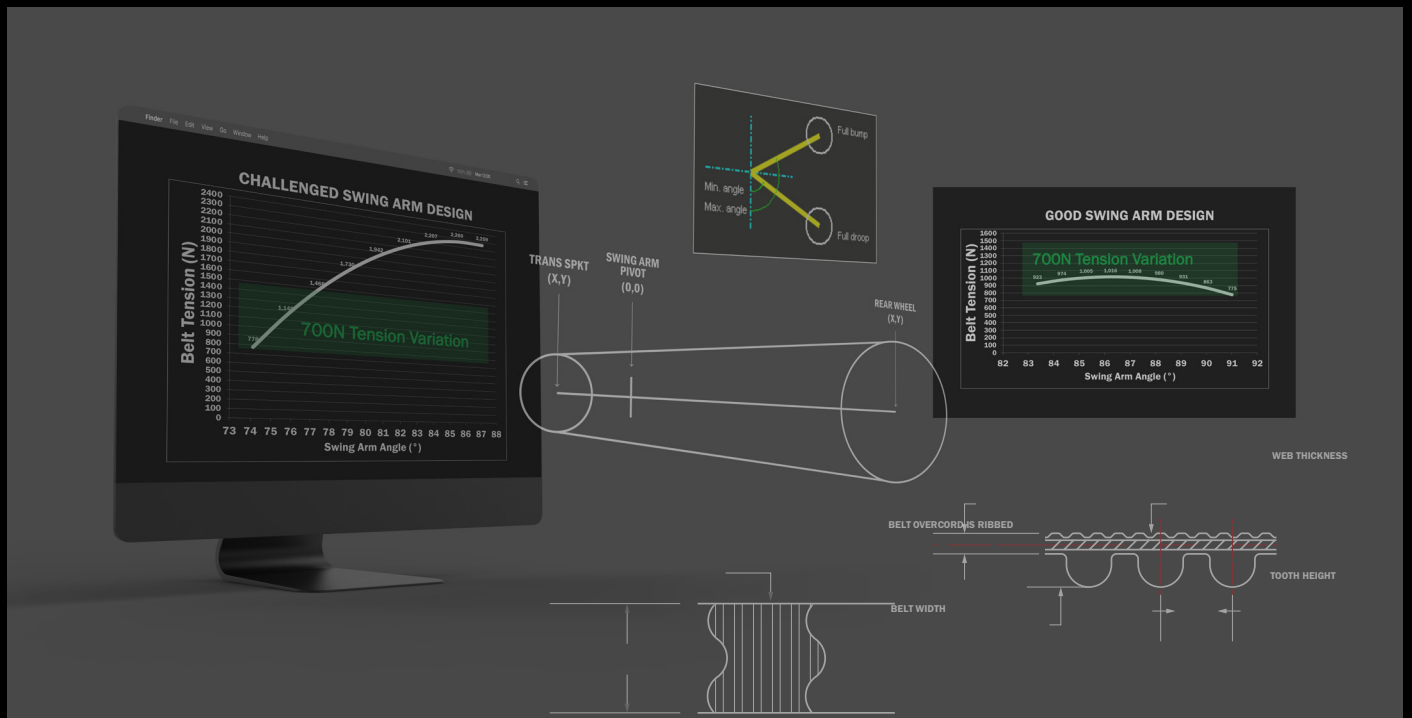 Finder File Edit View Go Window Help
CHALLENGED SWING ARM DESIGN
Belt Tension (N)
2400
2300
2200
2100
2000
1900
1800
1700
1600
1500
1400
1300
1200
1100
1000
900
800
700
600
500
400
300
200
100
0
2,101
1,942
700N Tension Variation
73 74 75 76 77 78 79 80 81 82 83 84 85 86 87 88
Swing Arm Angle (°)
Full bump
Min. angle
Max. angle
Full droop
TRANS SPKT
(X,Y)
SWING ARM
PIVOT
(0,0)
REAR WHEEL
(X,Y)
GOOD SWING ARM DESIGN
Belt Tension (N)
1600
1500
1400
1300
1200
1100
1000
900
800
700
600
500
400
300
200
100
0
700N Tension Variation
923 974 1,005 1,016 1,008 980 931 863 775
82 83 84 85 86 87 88 89 90 91 92
Swing Arm Angle (°)
WEB THICKNESS
BELT OVERCORD IS RIBBED
TOOTH HEIGHT
BELT WIDTH